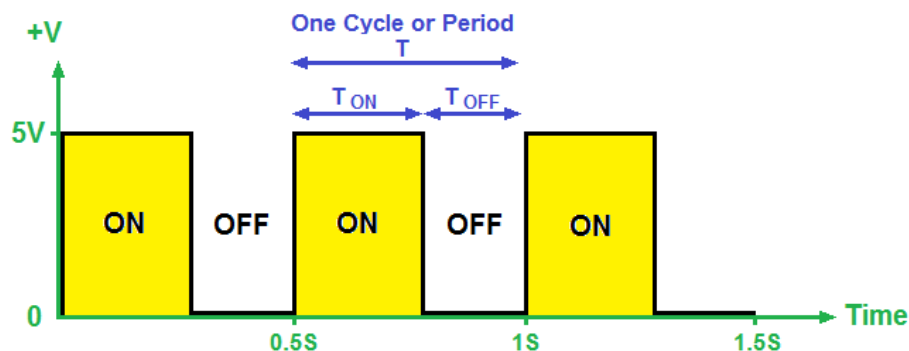 One Cycle or Period
+V
T
T ON T OFF
5V
ON OFF ON OFF ON
0
Time
0.5S 1S 1.5S